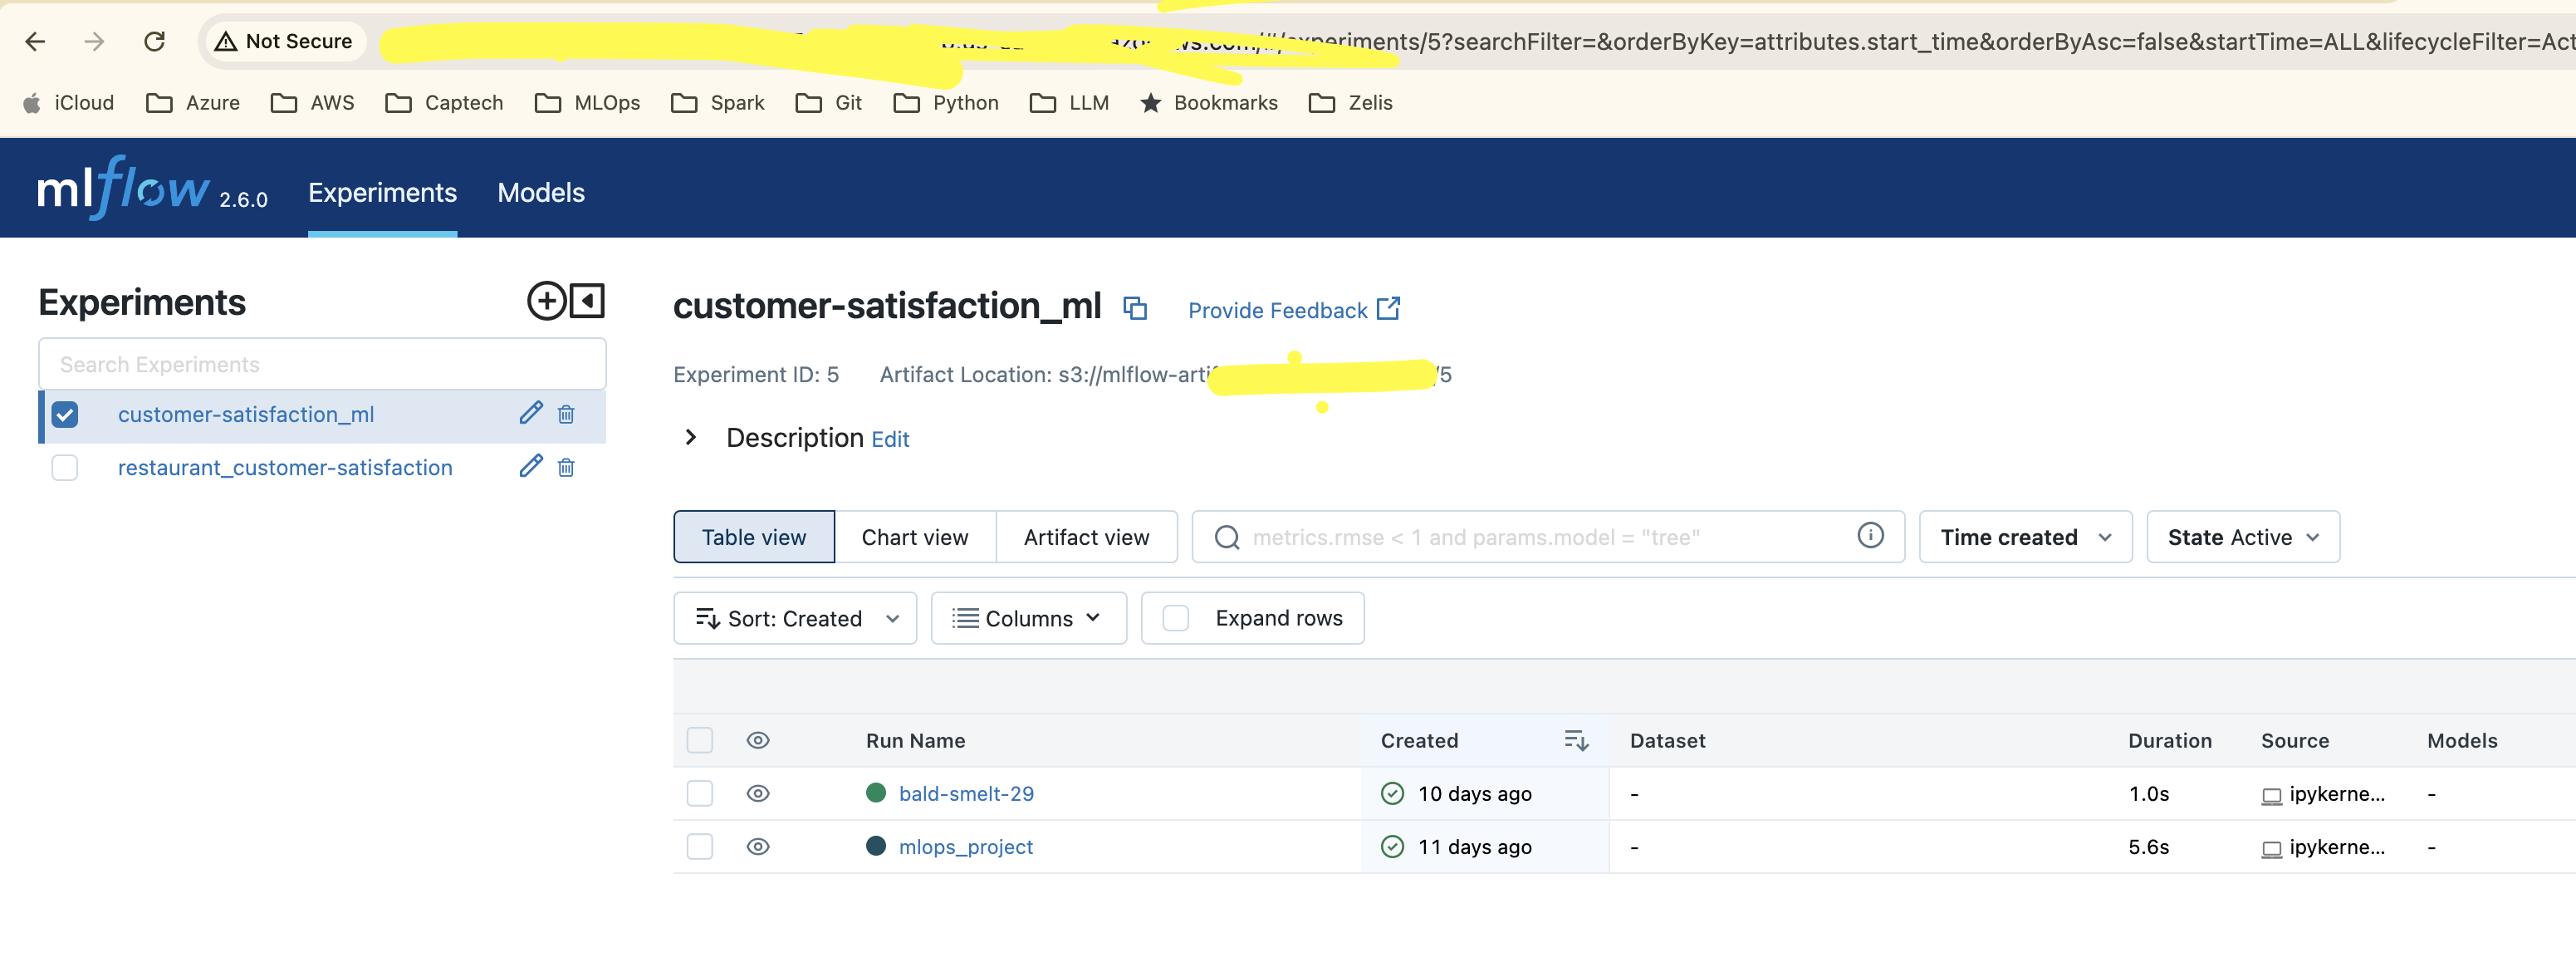 Not Secure /#/experiments/5?searchFilter=&orderByKey=attributes.start_time&orderByAsc=false&startTime=ALL&lifecycleFilter=Act
iCloud Azure AWS Captech MLOps Spark Git Python LLM Bookmarks Zelis
mlflow 2.6.0 Experiments Models
Experiments
Search Experiments
customer-satisfaction_ml
restaurant_customer-satisfaction
customer-satisfaction_ml Provide Feedback
Experiment ID: 5 Artifact Location: s3://mlflow-arti /5
Description Edit
Table view Chart view Artifact view metrics.rmse < 1 and params.model = "tree" Time created State Active
Sort: Created Columns Expand rows
Run Name Created Dataset Duration Source Models
bald-smelt-29 10 days ago - 1.0s ipykerne... -
mlops_project 11 days ago - 5.6s ipykerne... -